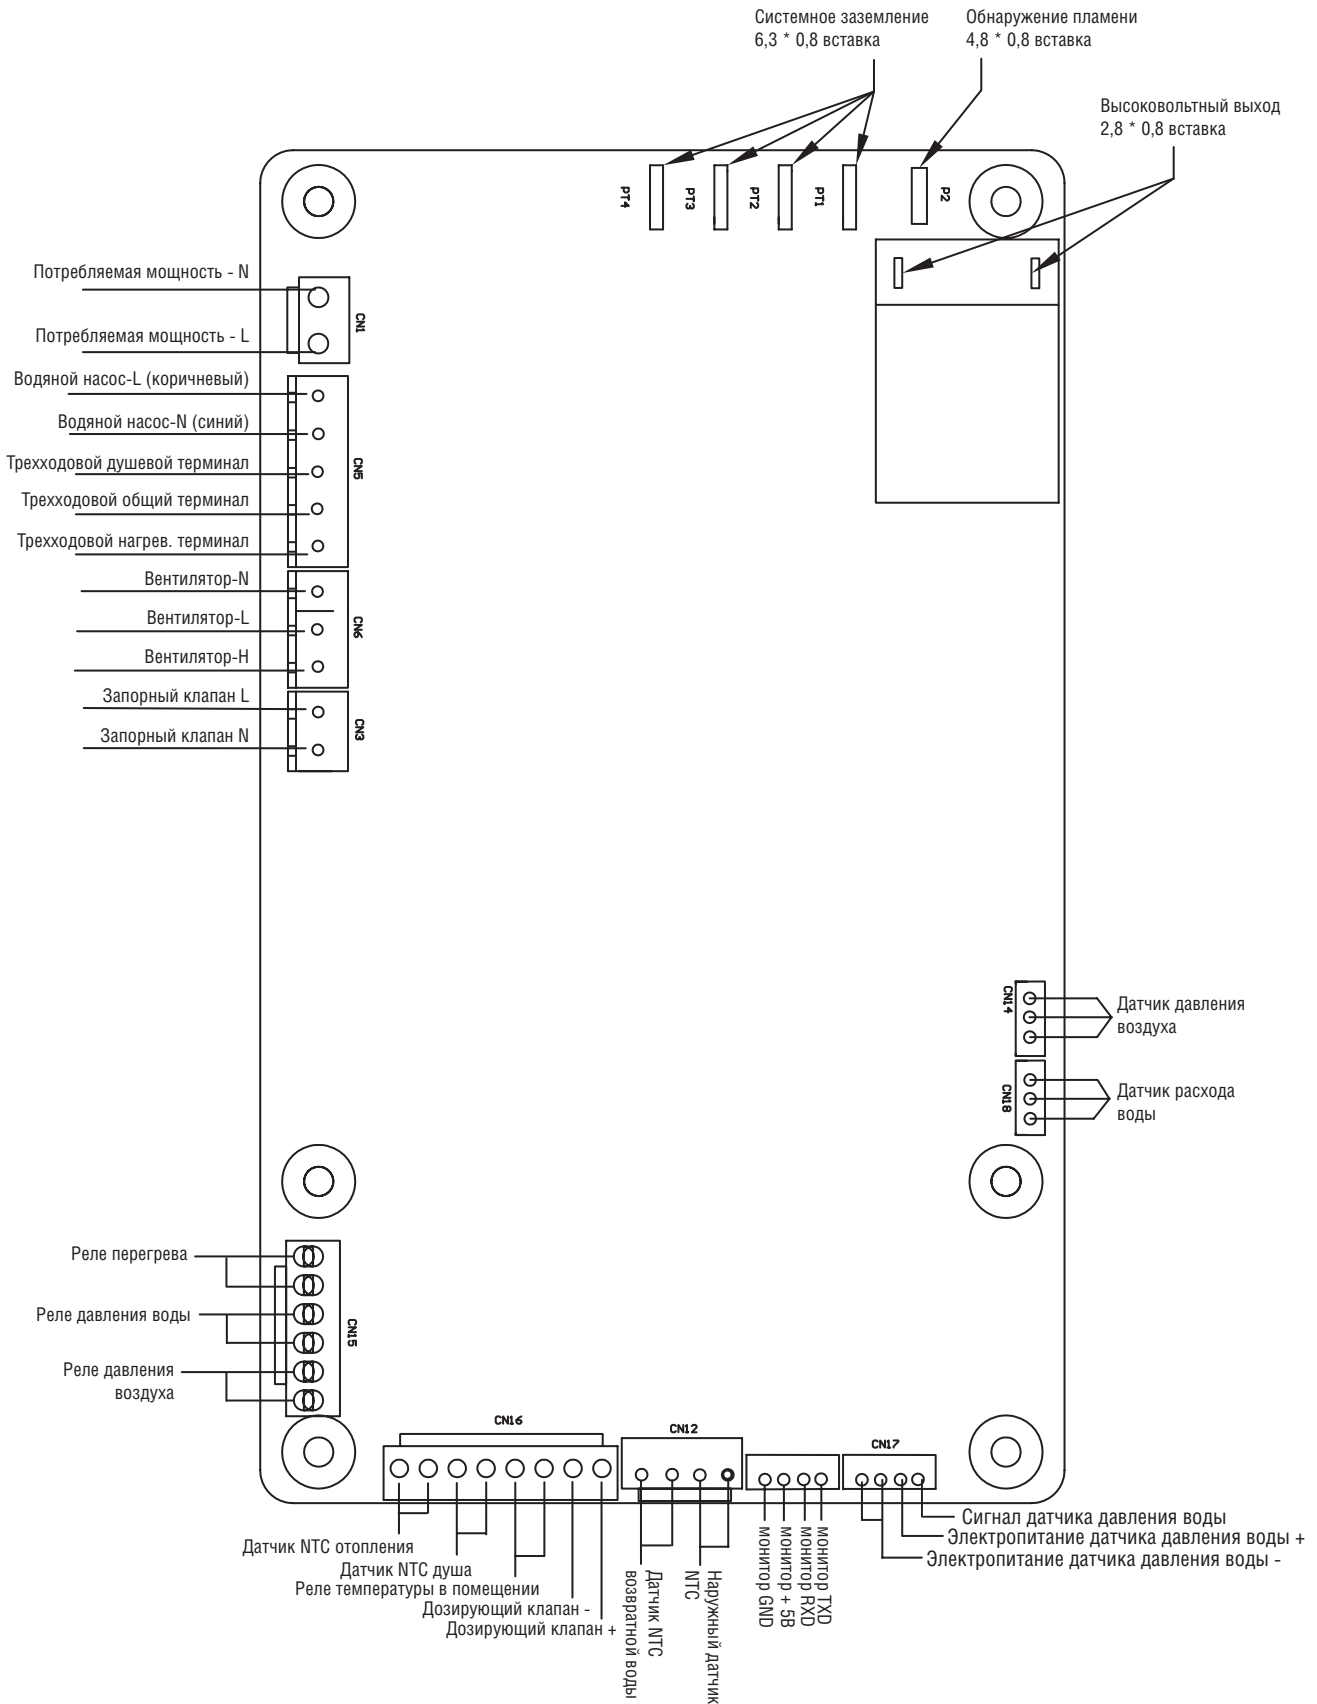 Системное заземление
6,3 * 0,8 вставка
Обнаружение пламени
4,8 * 0,8 вставка
Высоковольтный выход
2,8 * 0,8 вставка
PT4
PT3
PT2
PT1
P2
Потребляемая мощность - N
Потребляемая мощность - L
CN1
Водяной насос-L (коричневый)
Водяной насос-N (синий)
Трехходовой душевой терминал
Трехходовой общий терминал
Трехходовой нагрев. терминал
CN5
Вентилятор-N
Вентилятор-L
Вентилятор-H
CN6
Запорный клапан L
Запорный клапан N
CN3
CN14
Датчик давления
воздуха
CN18
Датчик расхода
воды
Реле перегрева
Реле давления воды
Реле давления
воздуха
CN15
CN16
CN12
CN17
Датчик NTC отопления
Датчик NTC душа
Реле температуры в помещении
Дозирующий клапан -
Дозирующий клапан +
Датчик NTC
возвратной воды
Наружный датчик
NTC
монитор GND
монитор + 5В
монитор RXD
монитор TXD
Сигнал датчика давления воды
Электропитание датчика давления воды +
Электропитание датчика давления воды -